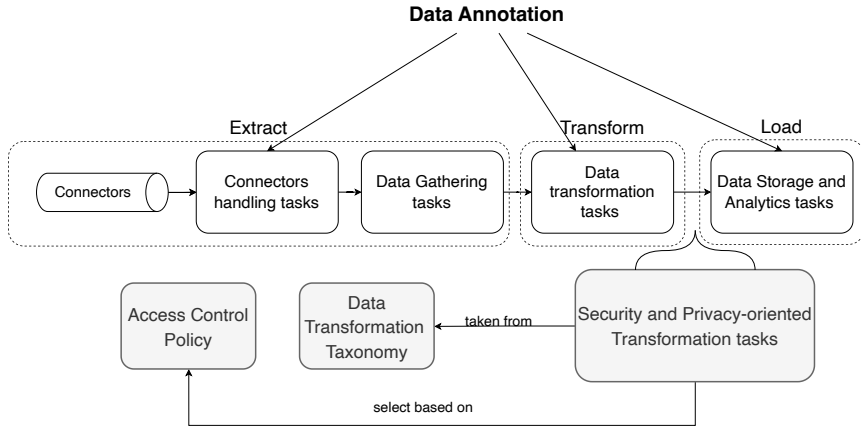 Data Annotation
Extract
Transform
Load
Connectors
Connectors
handling tasks
Data Gathering
tasks
Data
transformation
tasks
Data Storage and
Analytics tasks
Access Control
Policy
Data
Transformation
Taxonomy
taken from
Security and Privacy-oriented
Transformation tasks
select based on